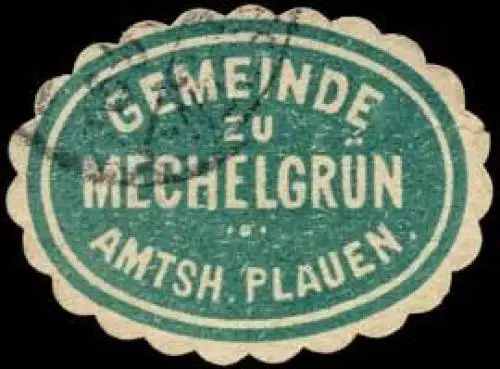 GEMEINDE
ZU
MECHELGRÜN
AMTSH. PLAUEN.